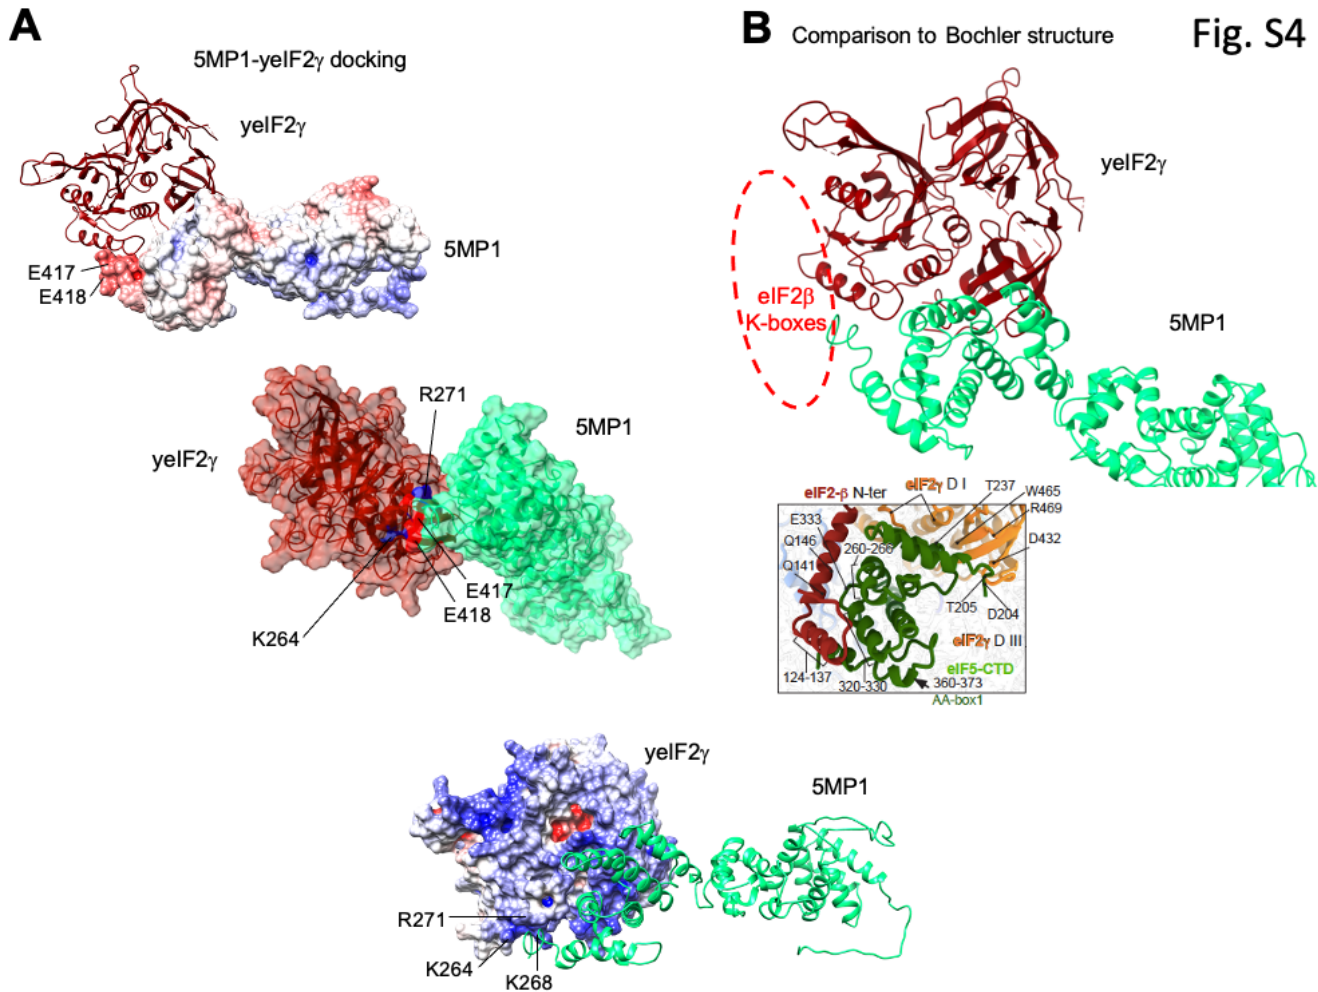 A
5MP1-yeIF2γ docking
yeIF2γ
5MP1
E417
E418
R271
5MP1
yeIF2γ
E417
E418
K264
yeIF2γ
5MP1
R271
K264
K268
B
Comparison to Bochler structure
Fig. S4
yeIF2γ
eIF2β
K-boxes
5MP1
eIF2-β N-ter
eIF2γ D I
T237
W465
R469
E333
Q146
260-266
D432
Q141
T205
D204
eIF2γ D III
eIF5-CTD
124-137
320-330
360-373
AA-box1